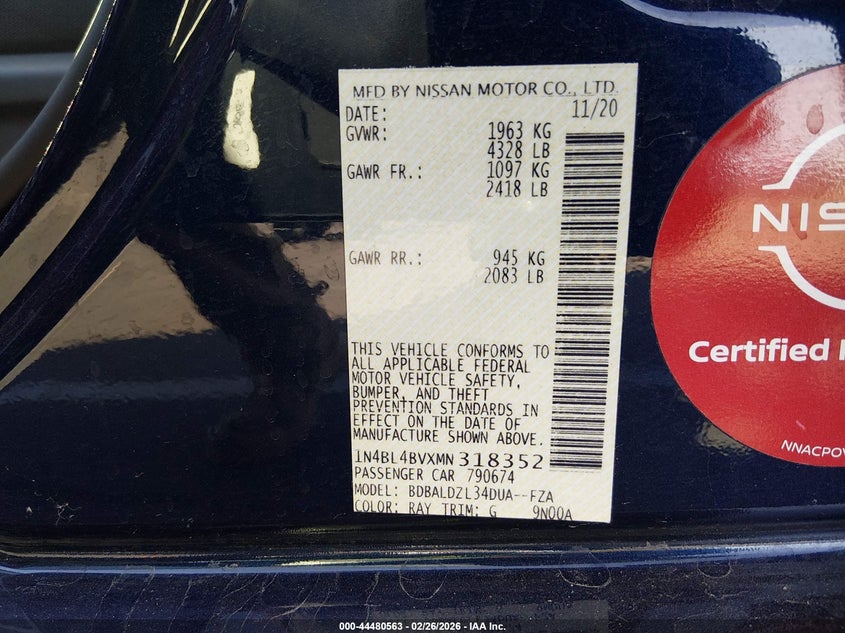 MFD BY NISSAN MOTOR CO., LTD.
DATE: 11/20
GVWR: 1963 KG
4328 LB
GAWR FR.: 1097 KG
2418 LB
GAWR RR.: 945 KG
2083 LB
THIS VEHICLE CONFORMS TO
ALL APPLICABLE FEDERAL
MOTOR VEHICLE SAFETY,
BUMPER, AND THEFT
PREVENTION STANDARDS IN
EFFECT ON THE DATE OF
MANUFACTURE SHOWN ABOVE.
1N4BL4BVXMN318352
PASSENGER CAR 790674
MODEL: BDBALDZL34DUA--FZA
COLOR: RAY TRIM: G 9N00A
NIS
Certified
NNACPOV
000-44480563 - 02/26/2026 - IAA Inc.